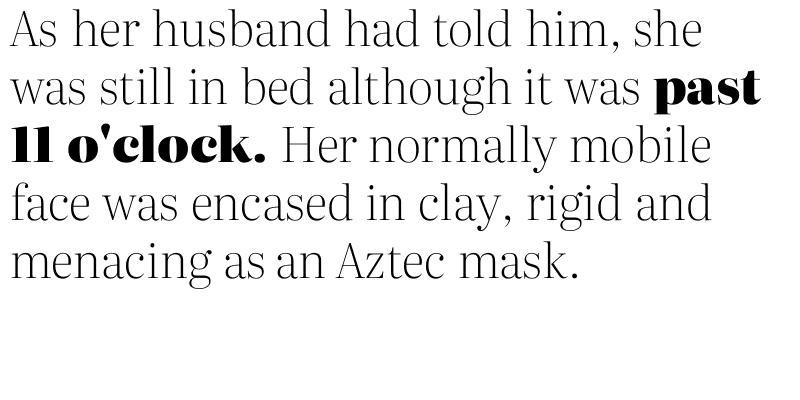 As her husband had told him, she
was still in bed although it was past
11 o'clock. Her normally mobile
face was encased in clay, rigid and
menacing as an Aztec mask.